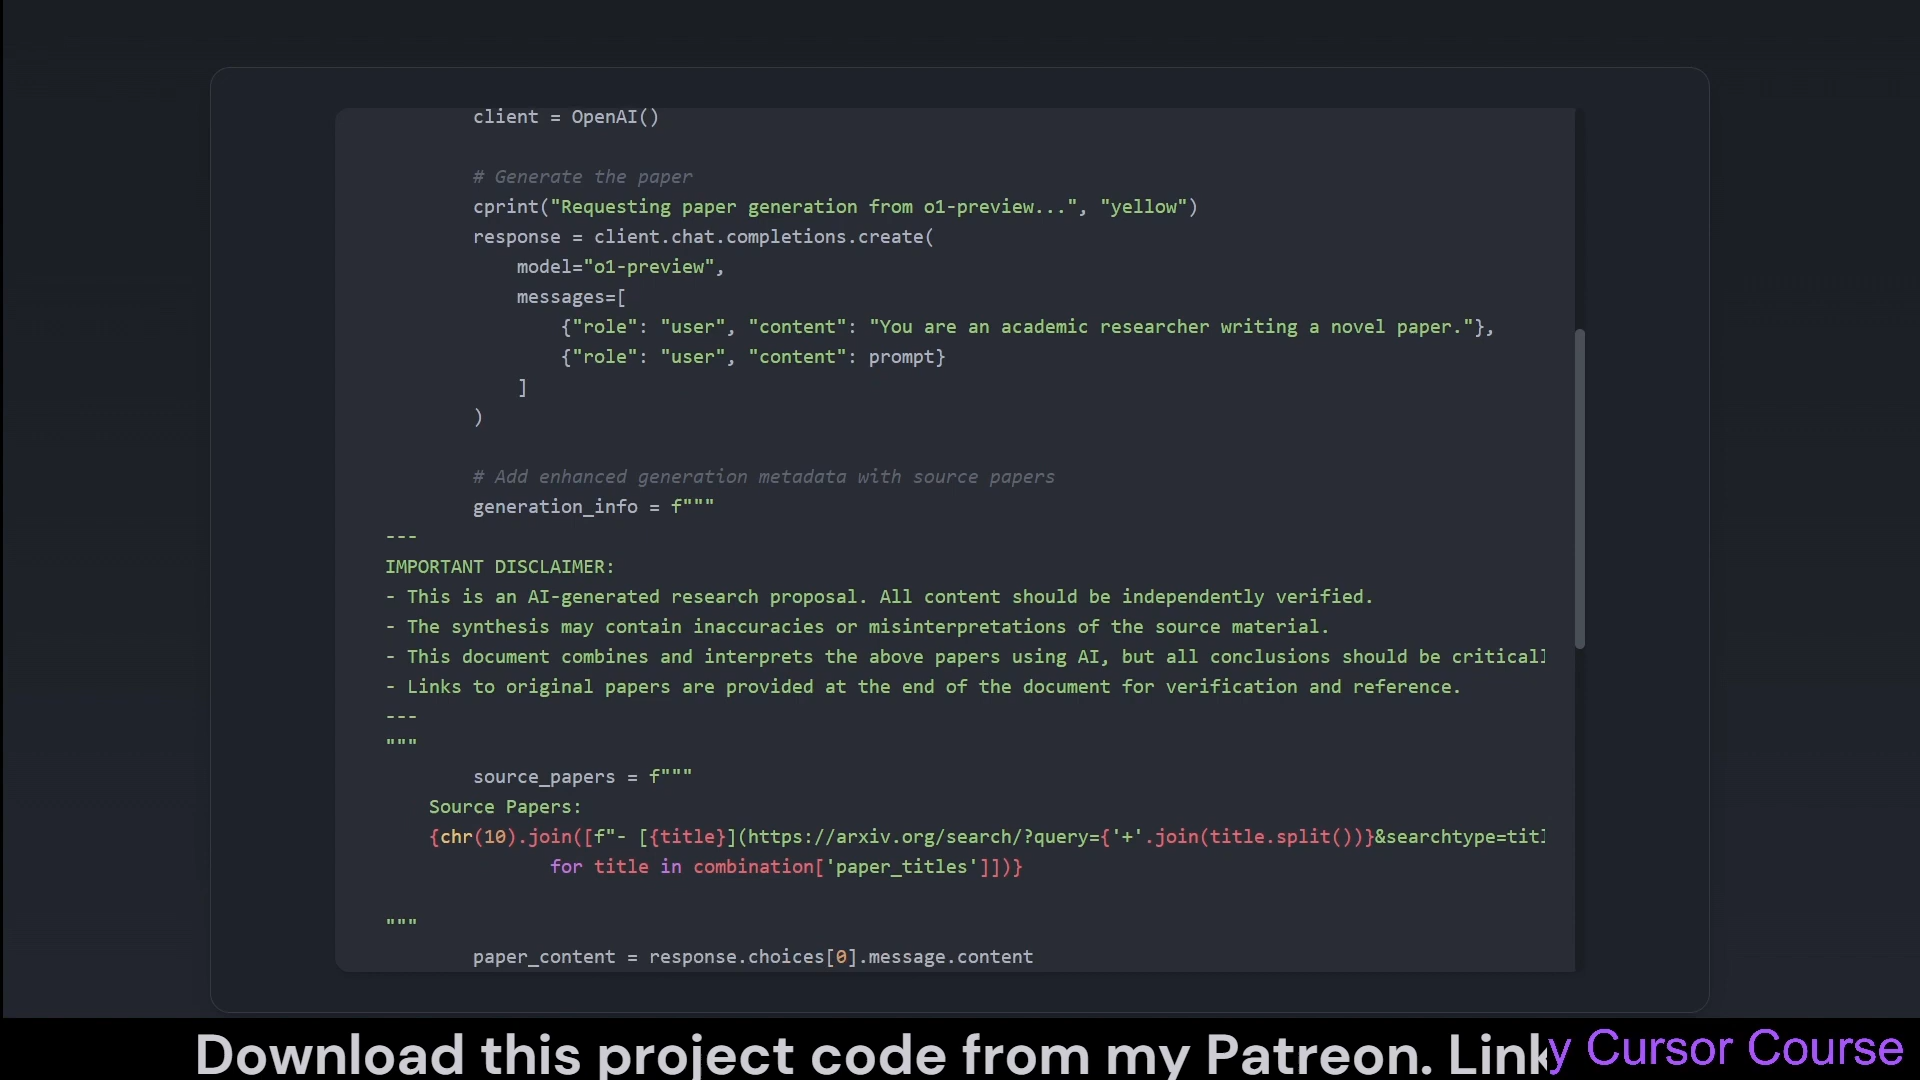 client = OpenAI()
# Generate the paper
cprint("Requesting paper generation from o1-preview...", "yellow")
response = client.chat.completions.create(
model="o1-preview",
messages=[
{"role": "user", "content": "You are an academic researcher writing a novel paper."},
{"role": "user", "content": prompt}
]
)
# Add enhanced generation metadata with source papers
generation_info = f"""
---
IMPORTANT DISCLAIMER:
- This is an AI-generated research proposal. All content should be independently verified.
- The synthesis may contain inaccuracies or misinterpretations of the source material.
- This document combines and interprets the above papers using AI, but all conclusions should be criticall
- Links to original papers are provided at the end of the document for verification and reference.
---
"""
source_papers = f"""
Source Papers:
{chr(10).join([f"- [{title}](https://arxiv.org/search/?query={'+'.join(title.split())}&searchtype=titl
for title in combination['paper_titles']])}
"""
paper_content = response.choices[0].message.content
Download this project code from my Patreon. Link
y Cursor Course